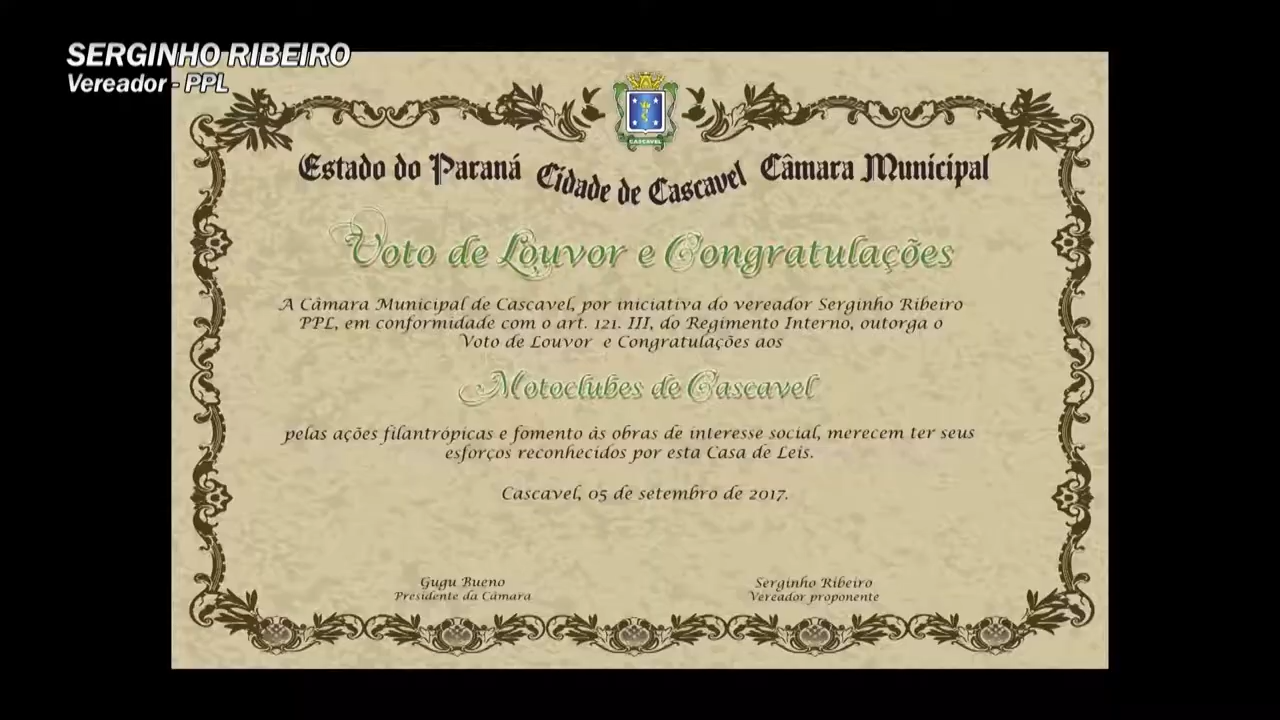 SERGINHO RIBEIRO
Vereador - PPL
CASCAVEL
Estado do Paraná Cidade de Cascavel Câmara Municipal
Voto de Louvor e Congratulações
A Câmara Municipal de Cascavel, por iniciativa do vereador Serginho Ribeiro
PPL, em conformidade com o art. 121. III, do Regimento Interno, outorga o
Voto de Louvor e Congratulações aos
Motoclubes de Cascavel
pelas ações filantrópicas e fomento às obras de interesse social, merecem ter seus
esforços reconhecidos por esta Casa de Leis.
Cascavel, 05 de setembro de 2017.
Gugu Bueno
Presidente da Câmara
Serginho Ribeiro
Vereador proponente